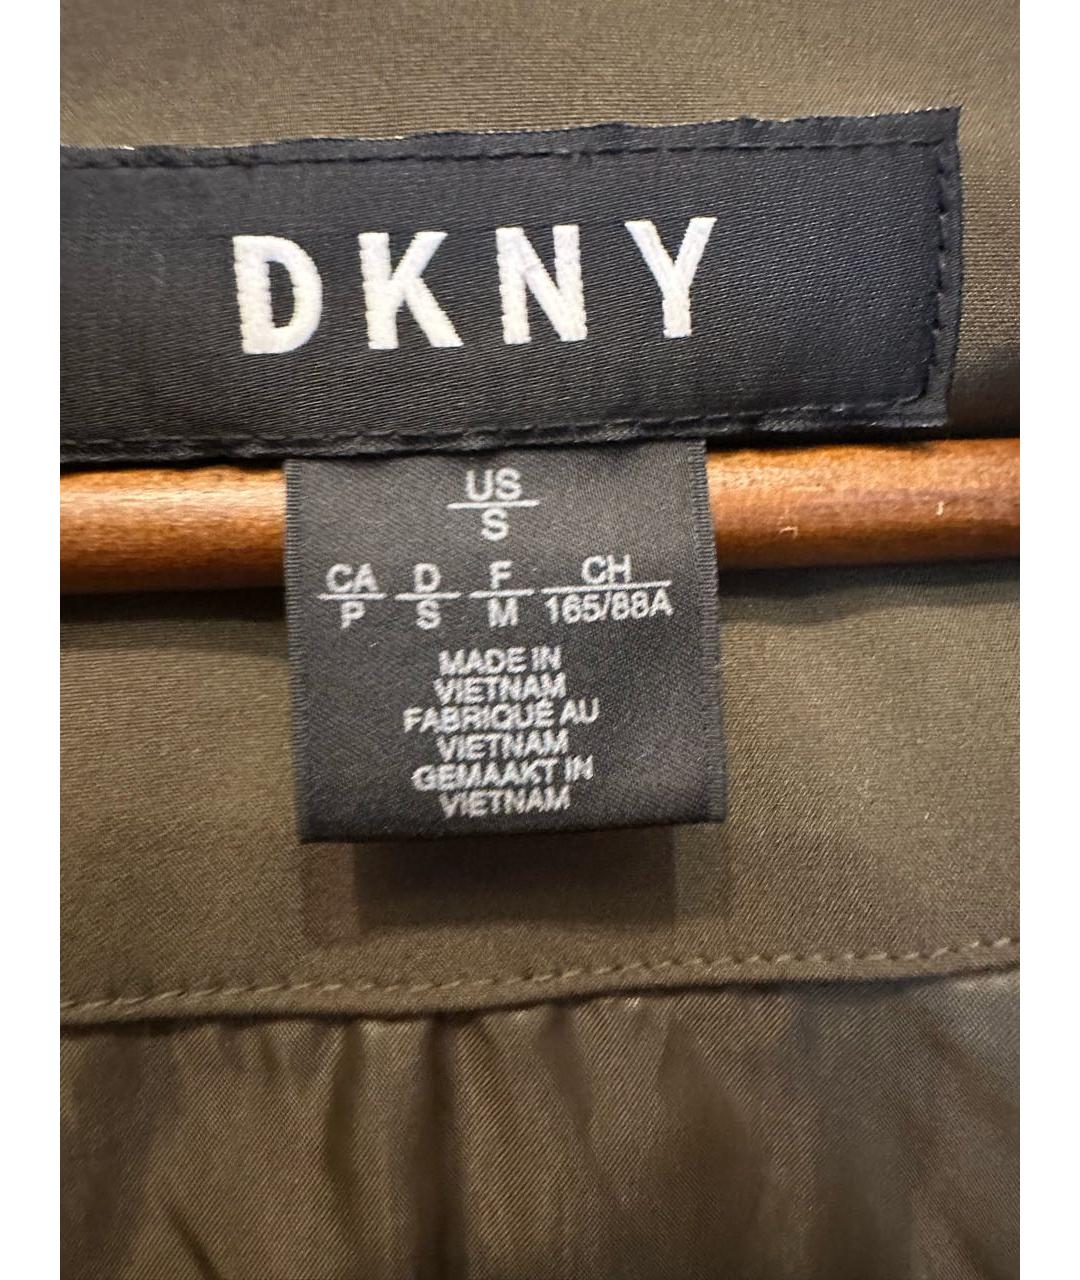 DKNY
US
S
CA D F CH
P S M 165/88A
MADE IN
VIETNAM
FABRIQUÉ AU
VIETNAM
GEMAAKT IN
VIETNAM